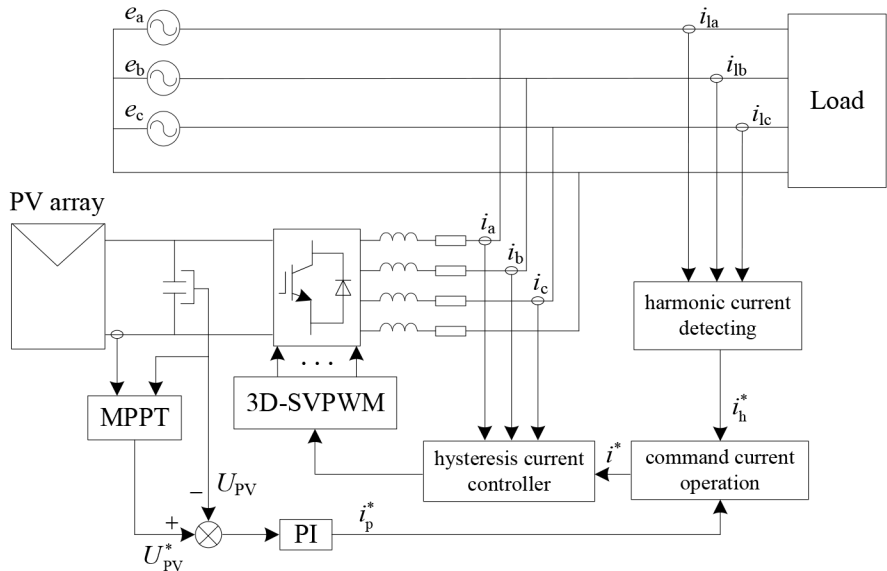 e_a
i_la
e_b
i_lb
Load
e_c
i_lc
PV array
i_a
i_b
i_c
harmonic current
detecting
. . .
MPPT
3D-SVPWM
i_h^*
hysteresis current
controller
i^*
command current
operation
− U_PV
+
U_PV^*
PI
i_p^*